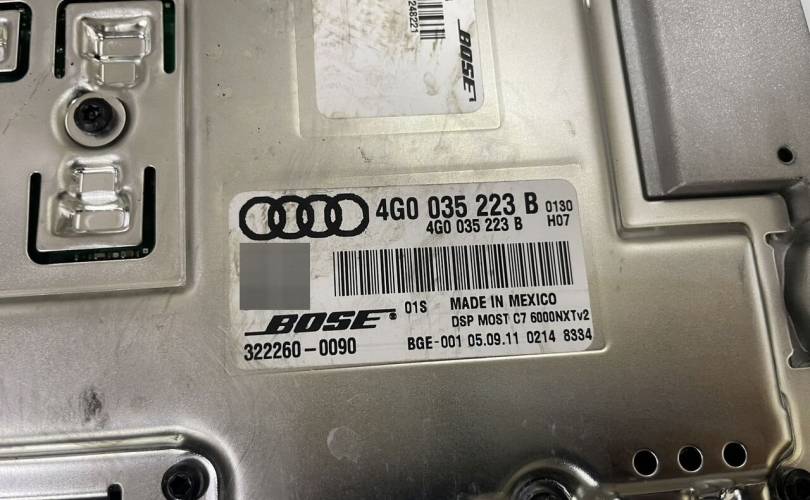 248221
BOSE
4G0 035 223 B 0130
4G0 035 223 B H07
01S MADE IN MEXICO
BOSE® DSP MOST C7 6000NXTv2
322260-0090 BGE-001 05.09.11 0214 8334